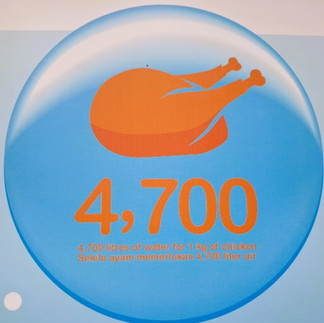 4,700
4,700 litres of water for 1 kg of chicken
Sekilo ayam memerlukan 4,700 liter air